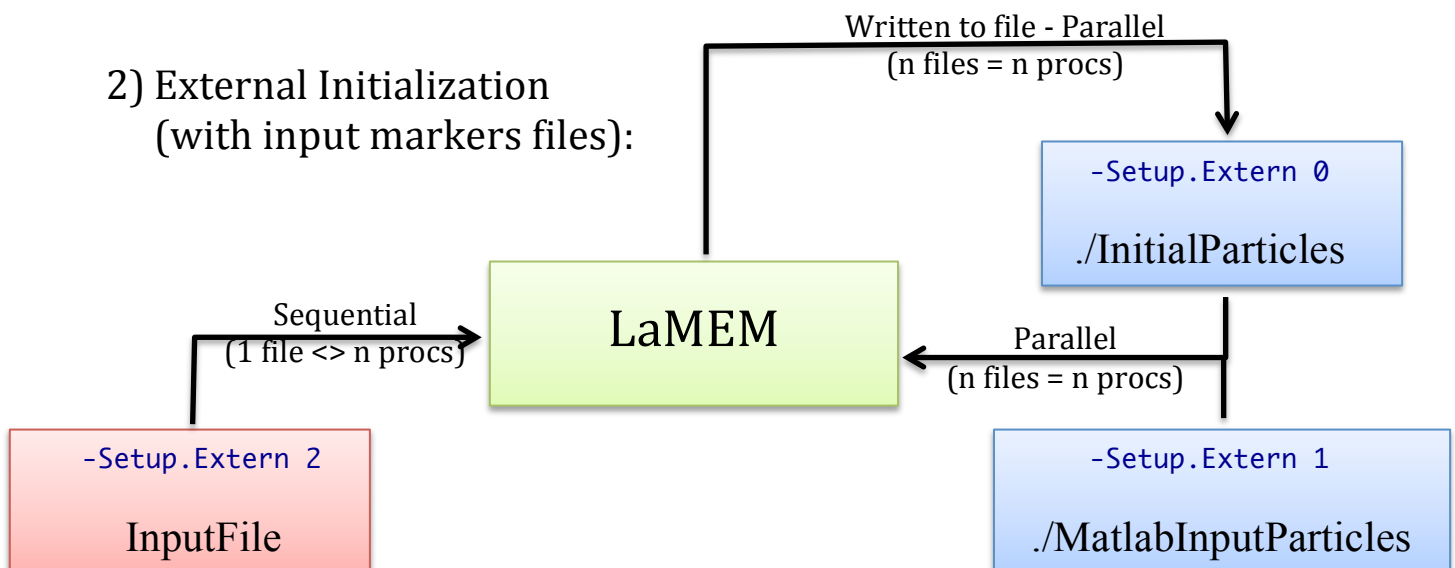 Written to file - Parallel
(n files = n procs)
2) External Initialization
(with input markers files):
-Setup.Extern 0
./InitialParticles
LaMEM
Sequential
(1 file <> n procs)
Parallel
(n files = n procs)
-Setup.Extern 2
InputFile
-Setup.Extern 1
./MatlabInputParticles